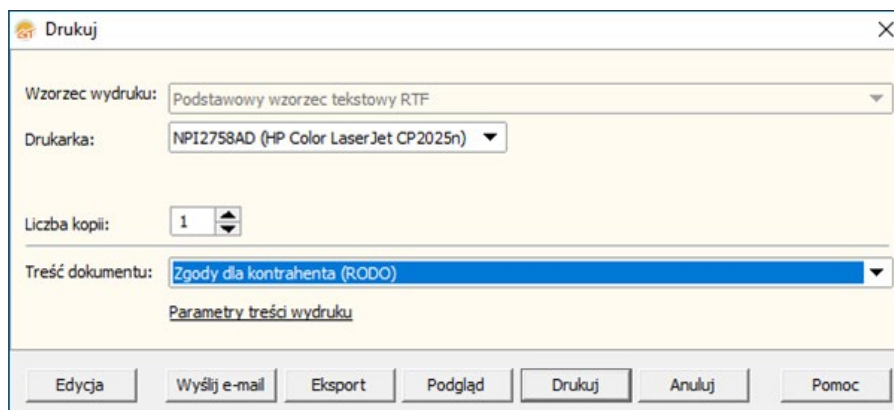 Drukuj
Wzorzec wydruku: Podstawowy wzorzec tekstowy RTF
Drukarka: NPI2758AD (HP Color LaserJet CP2025n)
Liczba kopii: 1
Treść dokumentu: Zgody dla kontrahenta (RODO)
Parametry treści wydruku
Edycja Wyślij e-mail Eksport Podgląd Drukuj Anuluj Pomoc